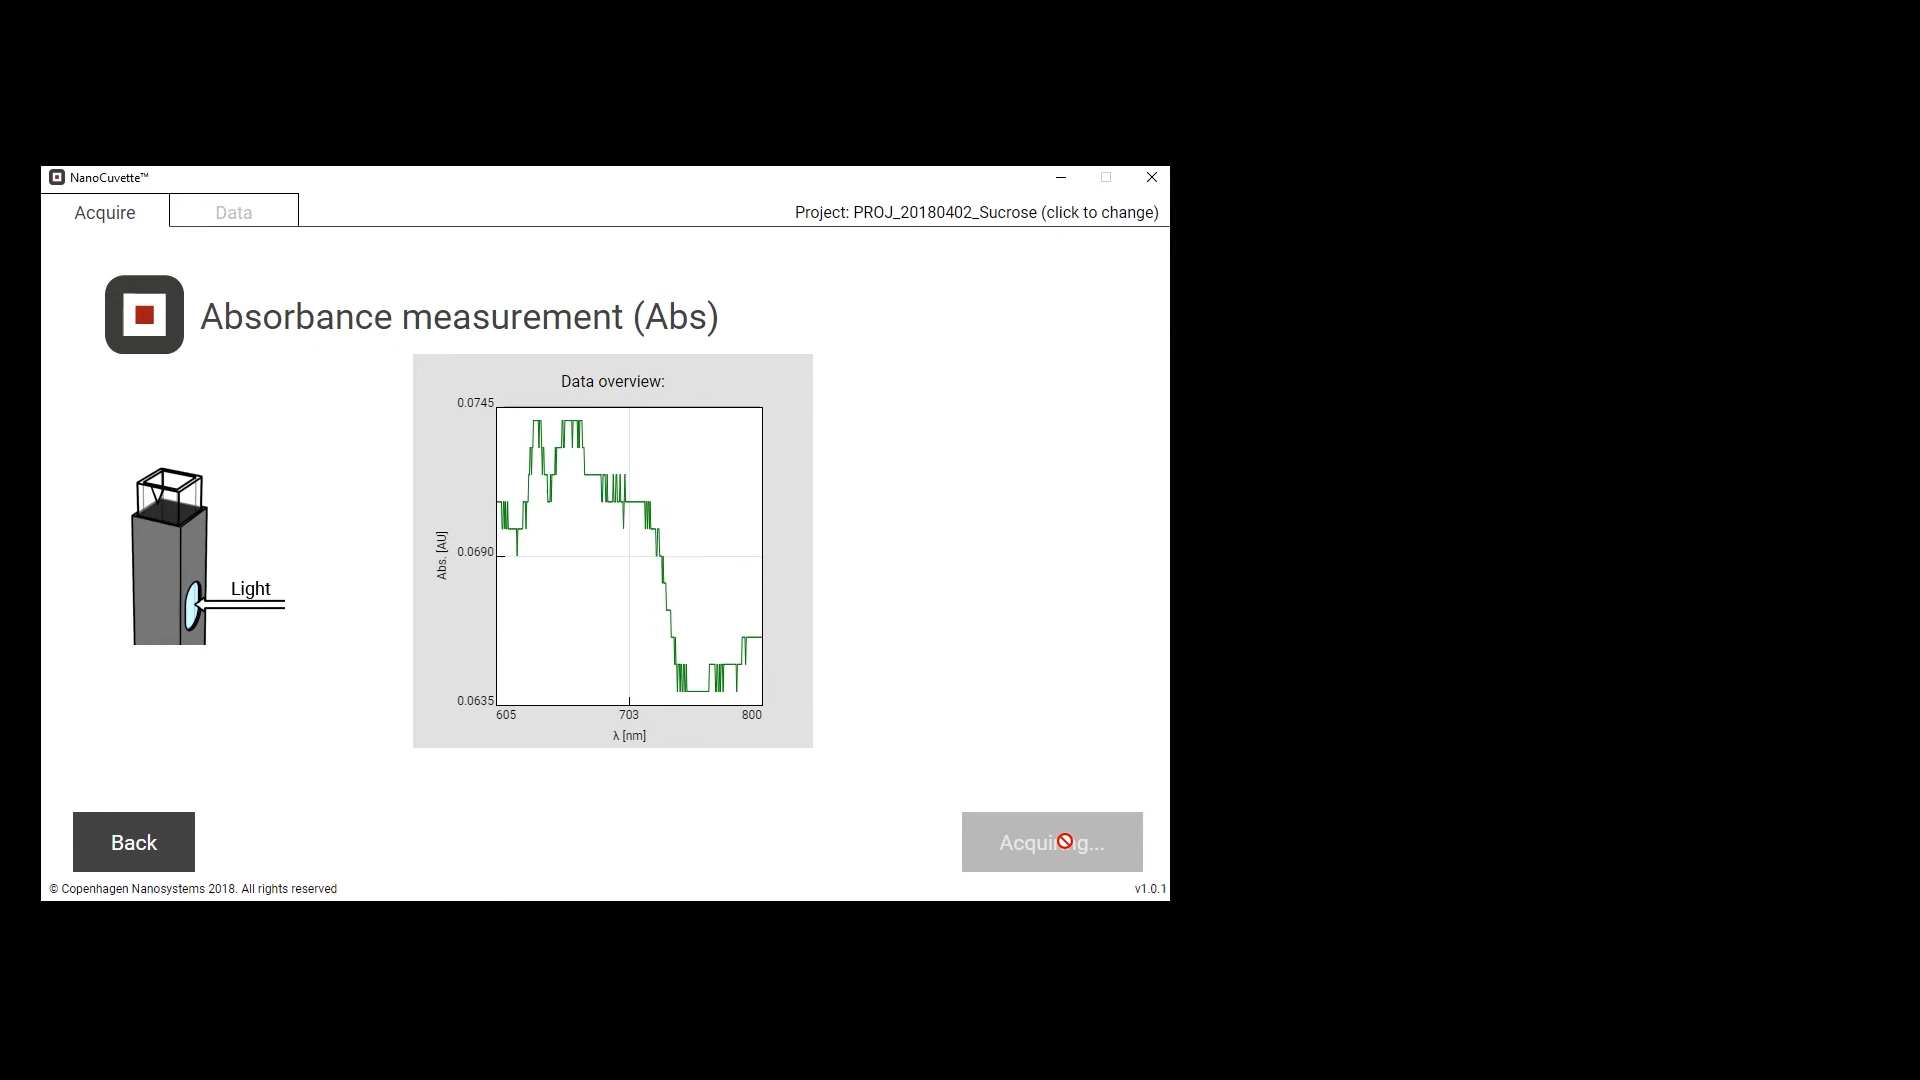 NanoCuvette™
Acquire
Data
Project: PROJ_20180402_Sucrose (click to change)
Absorbance measurement (Abs)
Data overview:
0.0745
0.0690
0.0635
Abs. [AU]
605
703
800
λ [nm]
Light
Back
© Copenhagen Nanosystems 2018. All rights reserved
v1.0.1